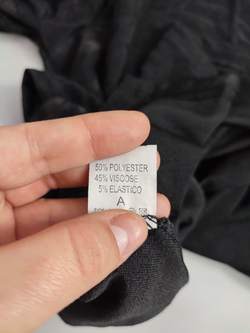 50% POLYESTER
45% VISCOSE
5% ELASTICO
A